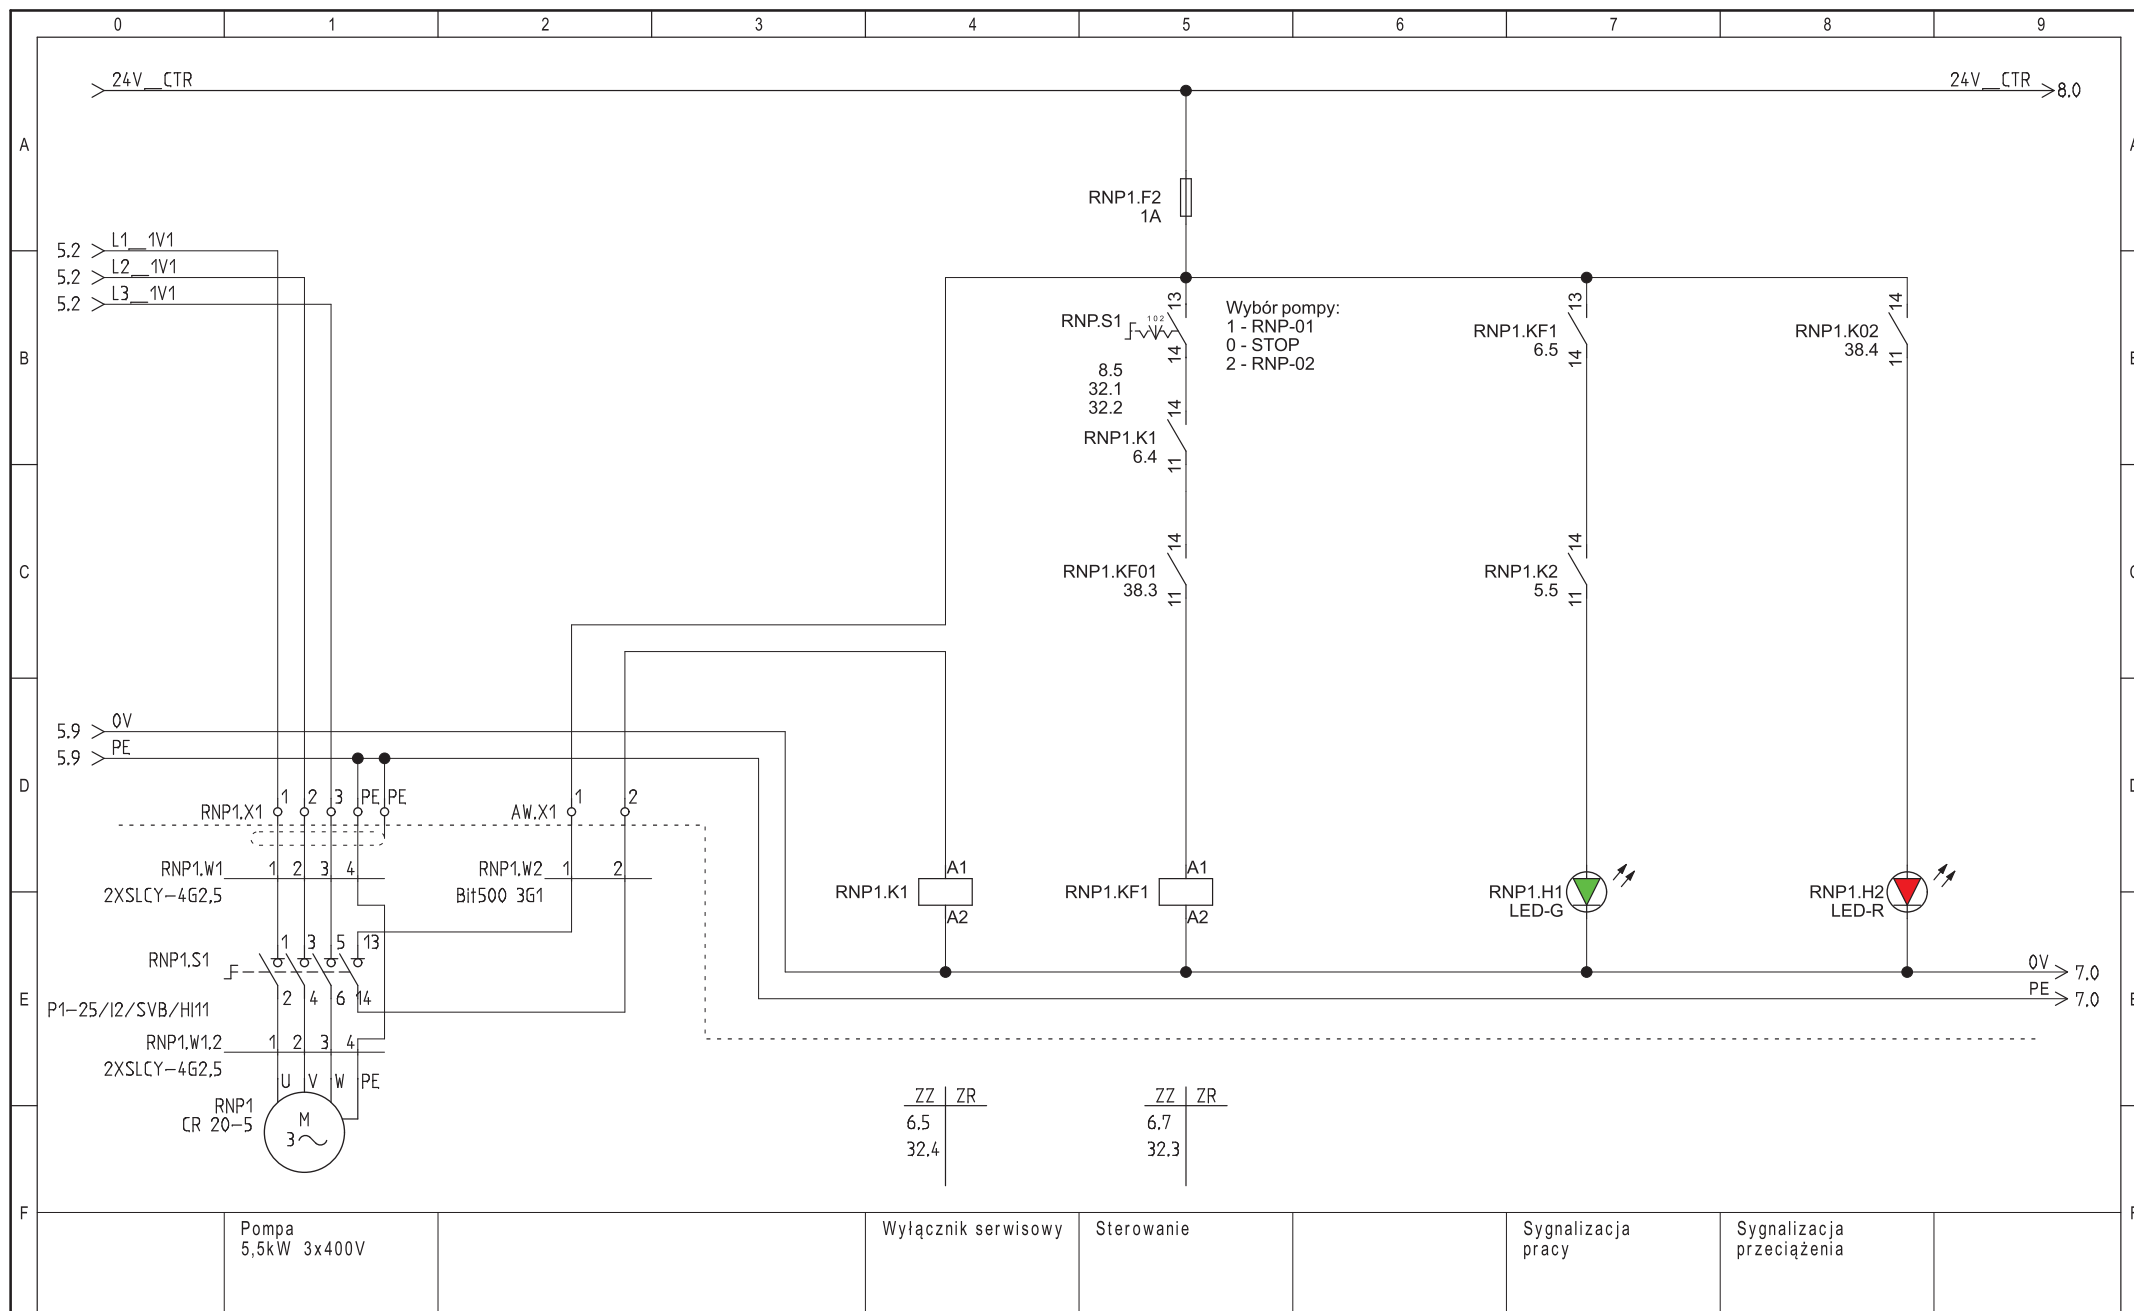 0 1 2 3 4 5 6 7 8 9
24V__CTR
24V__CTR
8.0
A
A
RNP1.F2
1A
5.2 L1__1V1
5.2 L2__1V1
5.2 L3__1V1
13
RNP.S1
1 0 2
14
Wybór pompy:
1 - RNP-01
0 - STOP
2 - RNP-02
8.5
32.1
32.2
13
RNP1.KF1
6.5
14
14
RNP1.K02
38.4
11
B
14
RNP1.K1
6.4
11
C
14
RNP1.KF01
38.3
11
14
RNP1.K2
5.5
11
5.9 0V
5.9 PE
D
RNP1.X1 1 2 3 PE PE
AW.X1 1 2
RNP1.W1 1 2 3 4
2XSLCY-4G2,5
RNP1.W2 1 2
Bit500 3G1
A1
RNP1.K1
A2
A1
RNP1.KF1
A2
RNP1.H1
LED-G
RNP1.H2
LED-R
1 3 5 13
RNP1.S1
2 4 6 14
P1-25/I2/SVB/HI11
0V 7.0
PE 7.0
E
RNP1.W1.2 1 2 3 4
2XSLCY-4G2,5
U V W PE
RNP1
CR 20-5
M
3
ZZ ZR
6.5
32.4
ZZ ZR
6.7
32.3
F
Pompa
5,5kW 3x400V
Wyłącznik serwisowy
Sterowanie
Sygnalizacja
pracy
Sygnalizacja
przeciążenia